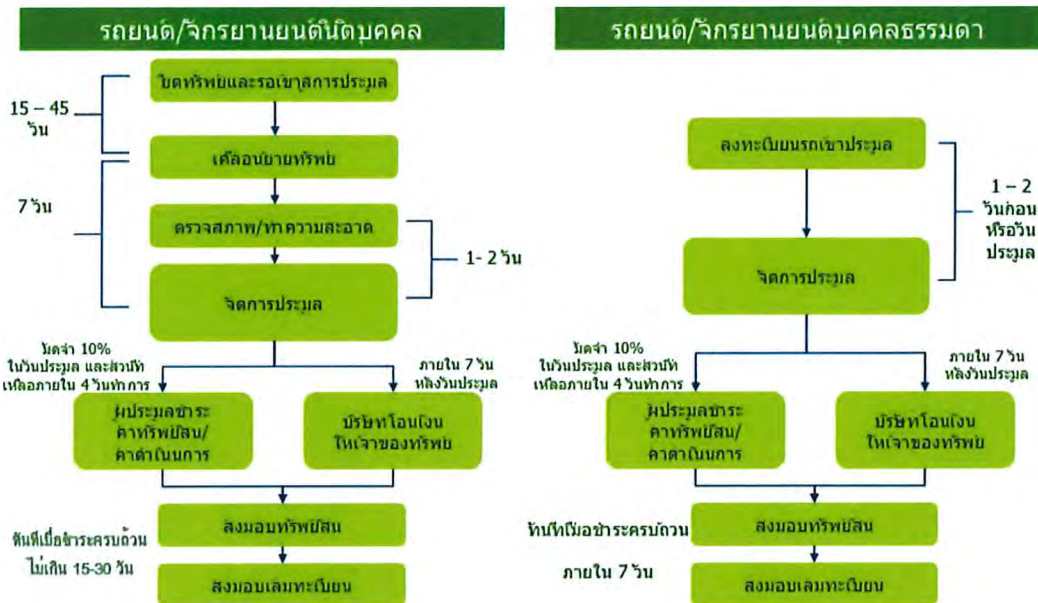 รถยนต์/จักรยานยนต์นิติบุคคล
ยึดทรัพย์และรอเข้าสู่การประมูล
15 – 45
วัน
เคลื่อนย้ายทรัพย์
7 วัน
ตรวจสภาพ/ทำความสะอาด
1- 2 วัน
จัดการประมูล
มัดจำ 10%
ในวันประมูล และส่วนที่
เหลือภายใน 4 วันทำการ
ภายใน 7 วัน
หลังวันประมูล
ผู้ประมูลชำระ
ค่าทรัพย์สิน/
ค่าดำเนินการ
บริษัทโอนเงิน
ให้เจ้าของทรัพย์
ทันทีเมื่อชำระครบถ้วน
ส่งมอบทรัพย์สิน
ไม่เกิน 15-30 วัน
ส่งมอบเล่มทะเบียน
รถยนต์/จักรยานยนต์บุคคลธรรมดา
ลงทะเบียนรถเข้าประมูล
1 – 2
วันก่อน
หรือวัน
ประมูล
จัดการประมูล
มัดจำ 10%
ในวันประมูล และส่วนที่
เหลือภายใน 4 วันทำการ
ภายใน 7 วัน
หลังวันประมูล
ผู้ประมูลชำระ
ค่าทรัพย์สิน/
ค่าดำเนินการ
บริษัทโอนเงิน
ให้เจ้าของทรัพย์
ทันทีเมื่อชำระครบถ้วน
ส่งมอบทรัพย์สิน
ภายใน 7 วัน
ส่งมอบเล่มทะเบียน